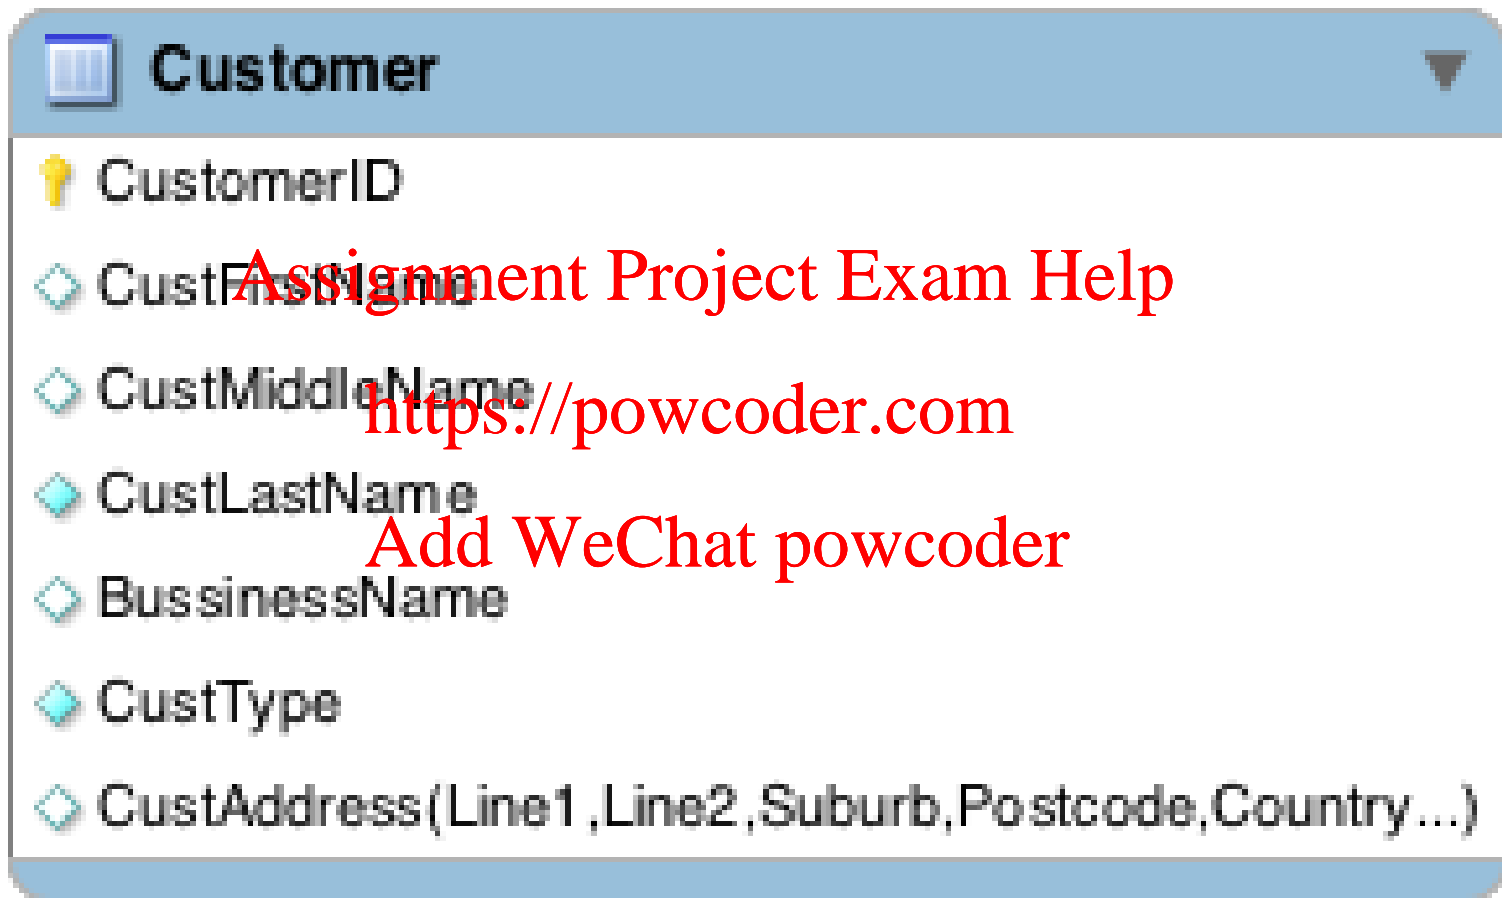 Customer
CustomerID
CustFirstName
Assignment Project Exam Help
CustMiddleName
https://powcoder.com
CustLastName
Add WeChat powcoder
BussinessName
CustType
CustAddress(Line1,Line2,Suburb,Postcode,Country...)